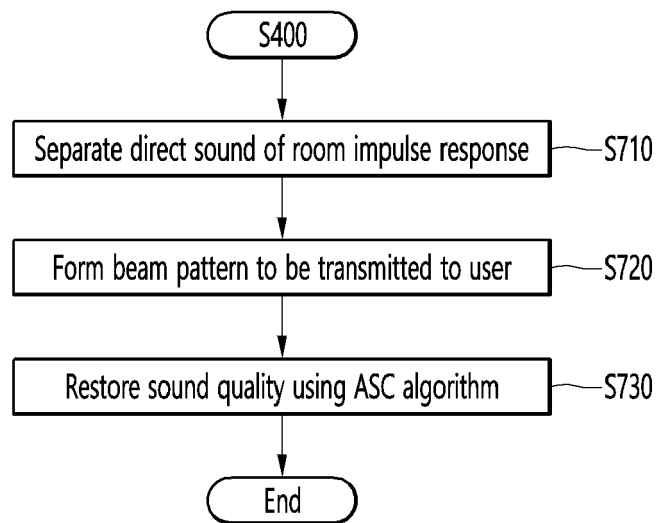 S400
Separate direct sound of room impulse response
S710
Form beam pattern to be transmitted to user
S720
Restore sound quality using ASC algorithm
S730
End